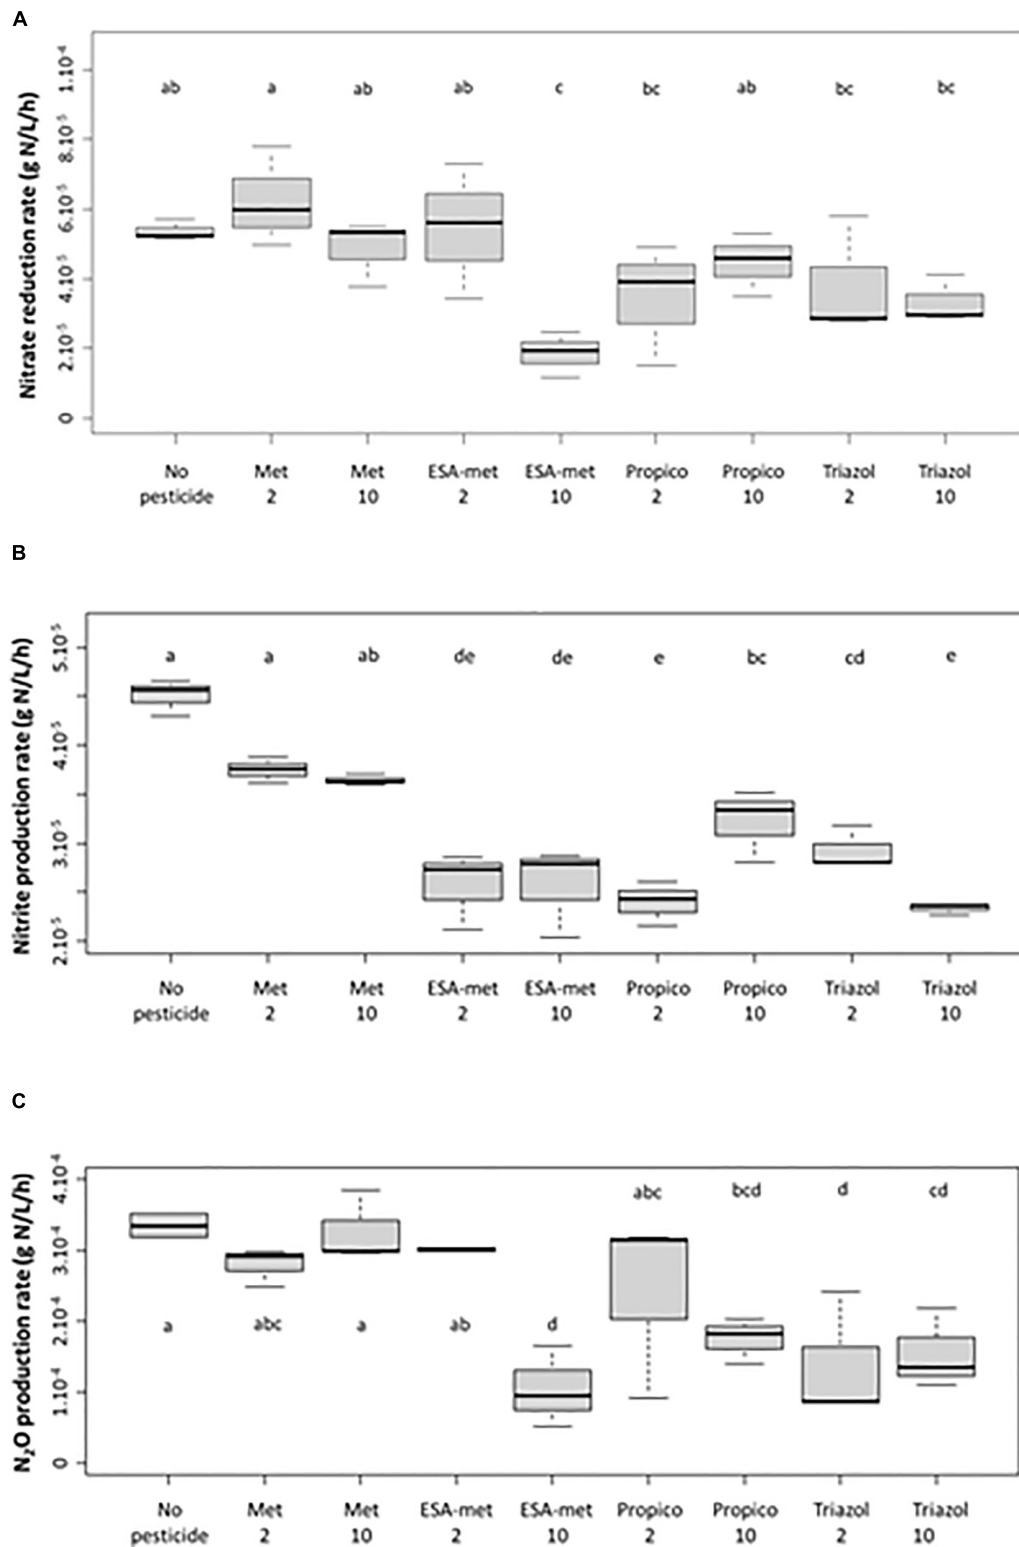 A
Nitrate reduction rate (g N/L/h)
1.10-4
8.10-5
6.10-5
4.10-5
2.10-5
0
ab a ab ab c bc ab bc bc
No Met Met ESA-met ESA-met Propico Propico Triazol Triazol
pesticide 2 10 2 10 2 10 2 10
B
Nitrite production rate (g N/L/h)
5.10-5
4.10-5
3.10-5
2.10-5
a a ab de de e bc cd e
No Met Met ESA-met ESA-met Propico Propico Triazol Triazol
pesticide 2 10 2 10 2 10 2 10
C
N2O production rate (g N/L/h)
4.10-4
3.10-4
2.10-4
1.10-4
0
abc bcd d cd
a abc a ab d
No Met Met ESA-met ESA-met Propico Propico Triazol Triazol
pesticide 2 10 2 10 2 10 2 10